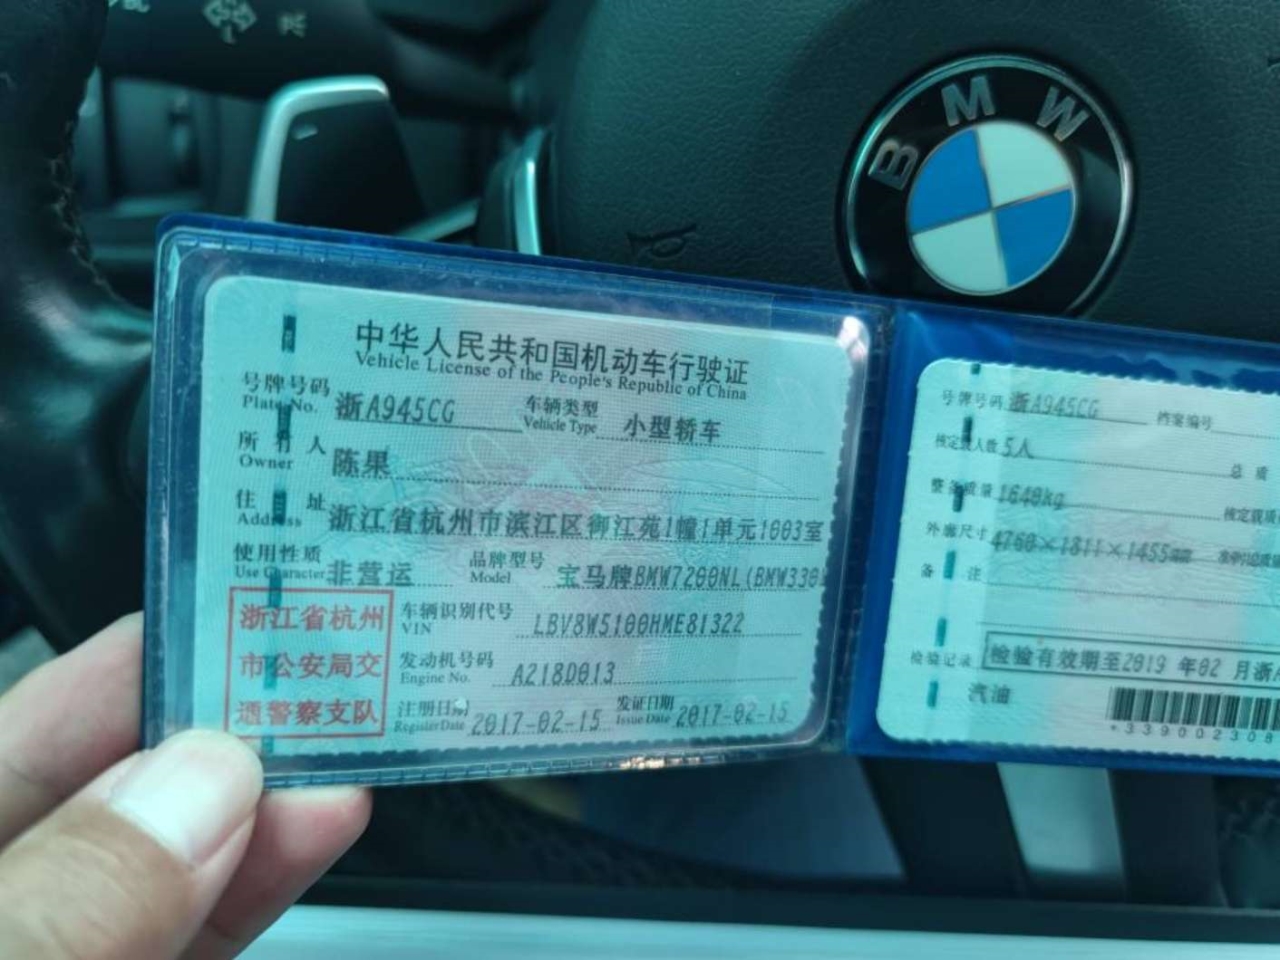 BMW
中华人民共和国机动车行驶证
Vehicle License of the People's Republic of China
号牌号码 浙A945CG 车辆类型 小型轿车
Plate No. Vehicle Type
所有人 陈果
Owner
住址 浙江省杭州市滨江区御江苑1幢1单元1003室
Address
使用性质 非营运 品牌型号 宝马牌BMW7200NL(BMW330
Use Character Model
浙江省杭州
市公安局交
通警察支队
车辆识别代号 LBV8W5100HME81322
VIN
发动机号码 A218D013
Engine No.
注册日期 2017-02-15 发证日期 2017-02-15
Register Date Issue Date
号牌号码 浙A945CG 档案编号
核定载人数 5人 总质
整备质量 1640kg 核定载质
外廓尺寸 4760×1811×1455mm
备注
检验记录 检验有效期至2019年02月浙A
汽油
*339002308